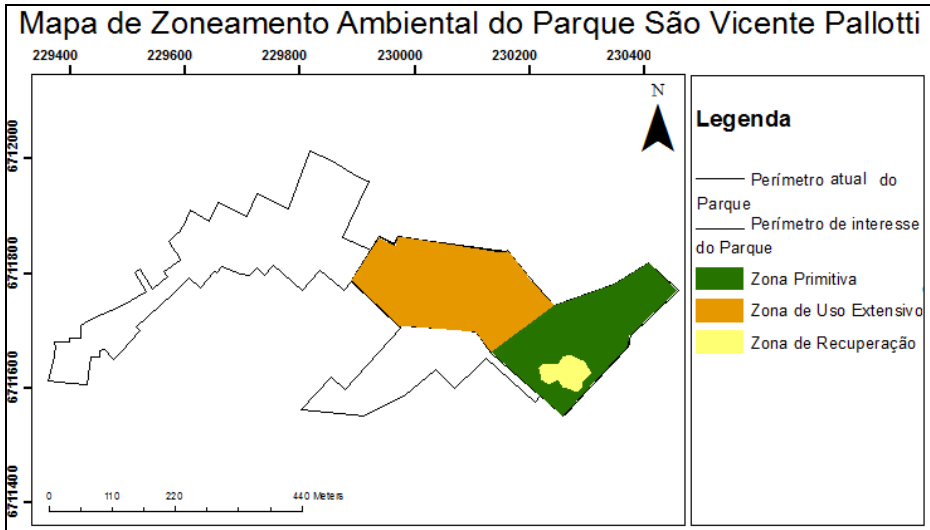 Mapa de Zoneamento Ambiental do Parque São Vicente Pallotti
229400 229600 229800 230000 230200 230400
6712000
6711800
6711600
6711400
N
0 110 220 440 Meters
Legenda
Perímetro atual do
Parque
Perímetro de interesse
do Parque
Zona Primitiva
Zona de Uso Extensivo
Zona de Recuperação